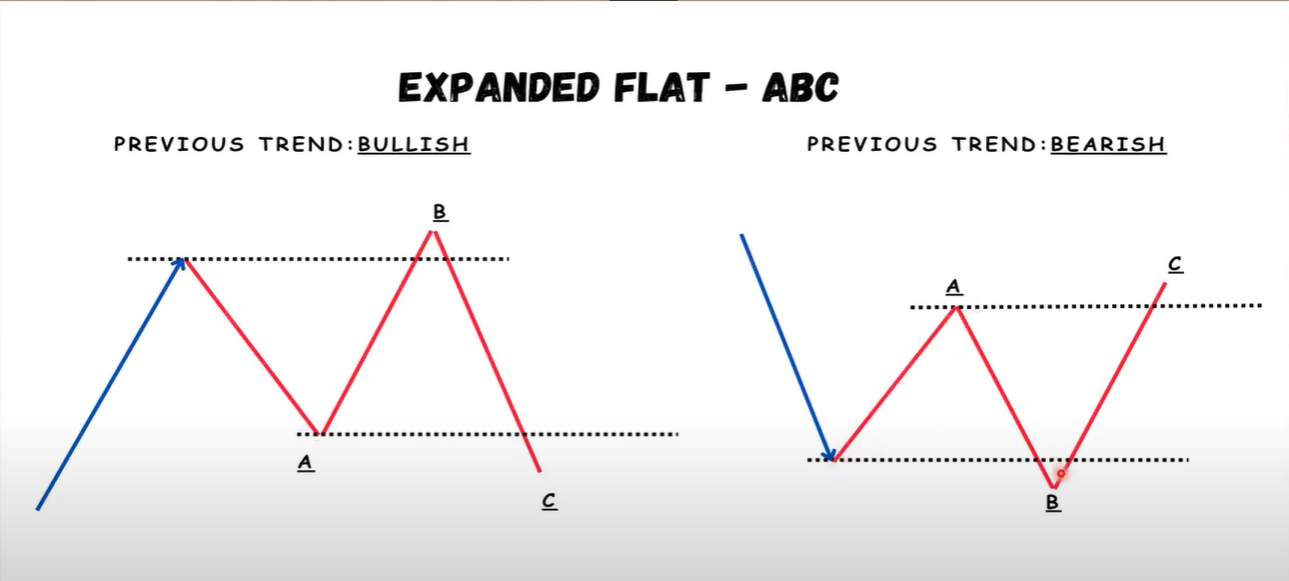 EXPANDED FLAT – ABC
PREVIOUS TREND:BULLISH
B
A
C
PREVIOUS TREND:BEARISH
C
A
B